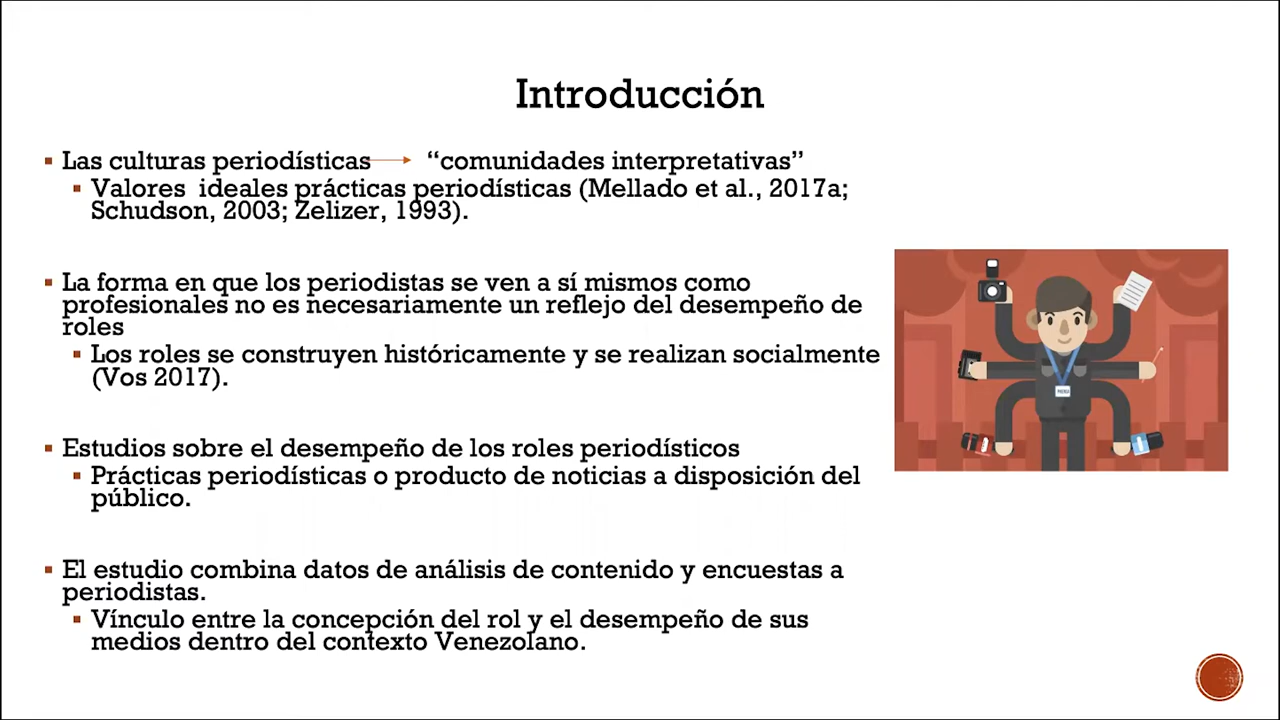 Introducción
Las culturas periodísticas “comunidades interpretativas”
Valores ideales prácticas periodísticas (Mellado et al., 2017a;
Schudson, 2003; Zelizer, 1993).
La forma en que los periodistas se ven a sí mismos como
profesionales no es necesariamente un reflejo del desempeño de
roles
Los roles se construyen históricamente y se realizan socialmente
(Vos 2017).
Estudios sobre el desempeño de los roles periodísticos
Prácticas periodísticas o producto de noticias a disposición del
público.
El estudio combina datos de análisis de contenido y encuestas a
periodistas.
Vínculo entre la concepción del rol y el desempeño de sus
medios dentro del contexto Venezolano.